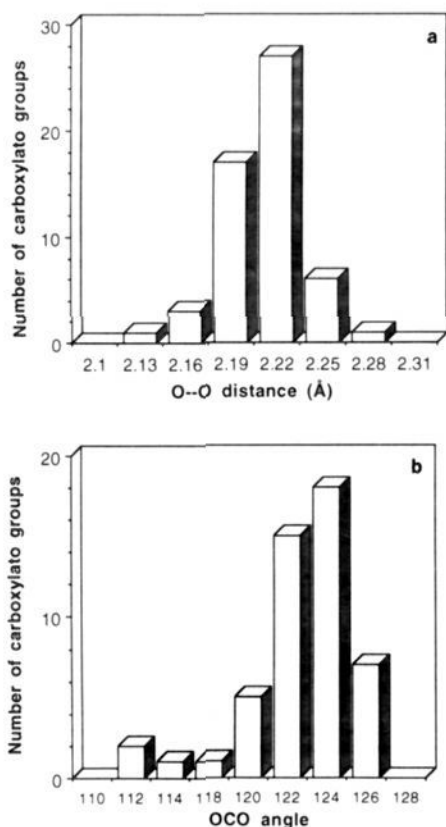 a
30
20
10
0
Number of carboxylato groups
2.1 2.13 2.16 2.19 2.22 2.25 2.28 2.31
O--O distance (Å)
b
20
10
0
Number of carboxylato groups
110 112 114 118 120 122 124 126 128
OCO angle